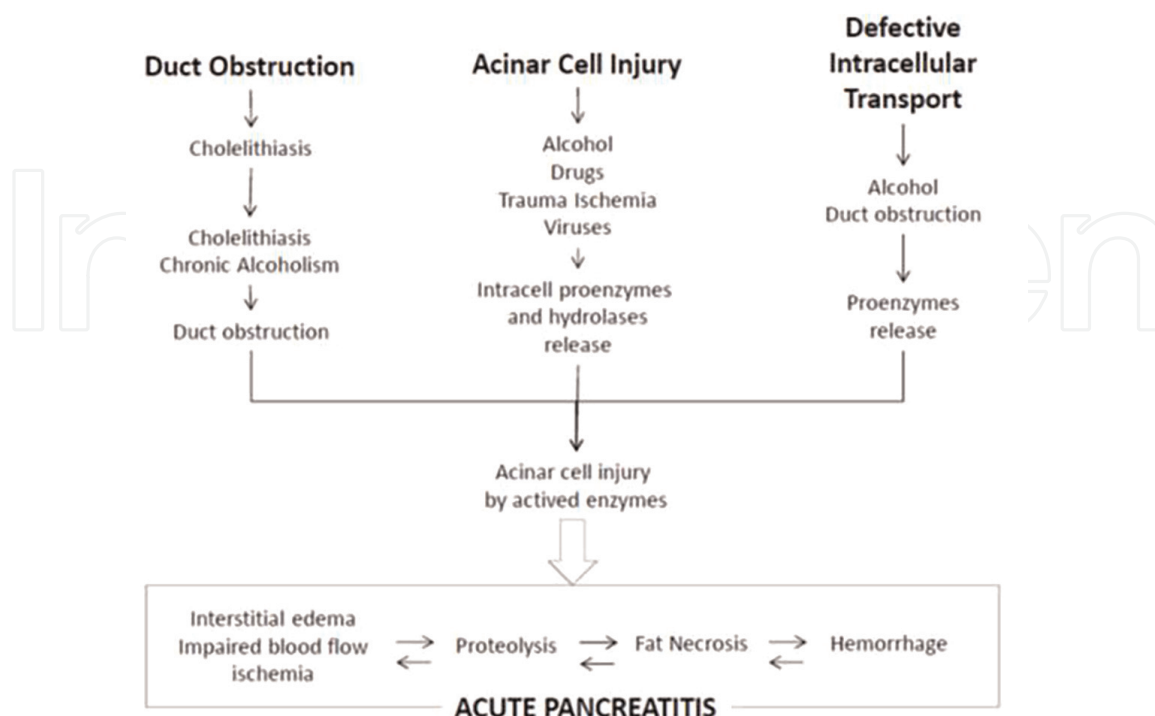 Duct Obstruction
Cholelithiasis
Cholelithiasis
Chronic Alcoholism
Duct obstruction
Acinar Cell Injury
Alcohol
Drugs
Trauma Ischemia
Viruses
Intracell proenzymes
and hydrolases
release
Defective
Intracellular
Transport
Alcohol
Duct obstruction
Proenzymes
release
Acinar cell injury
by actived enzymes
Interstitial edema
Impaired blood flow
ischemia
Proteolysis
Fat Necrosis
Hemorrhage
ACUTE PANCREATITIS